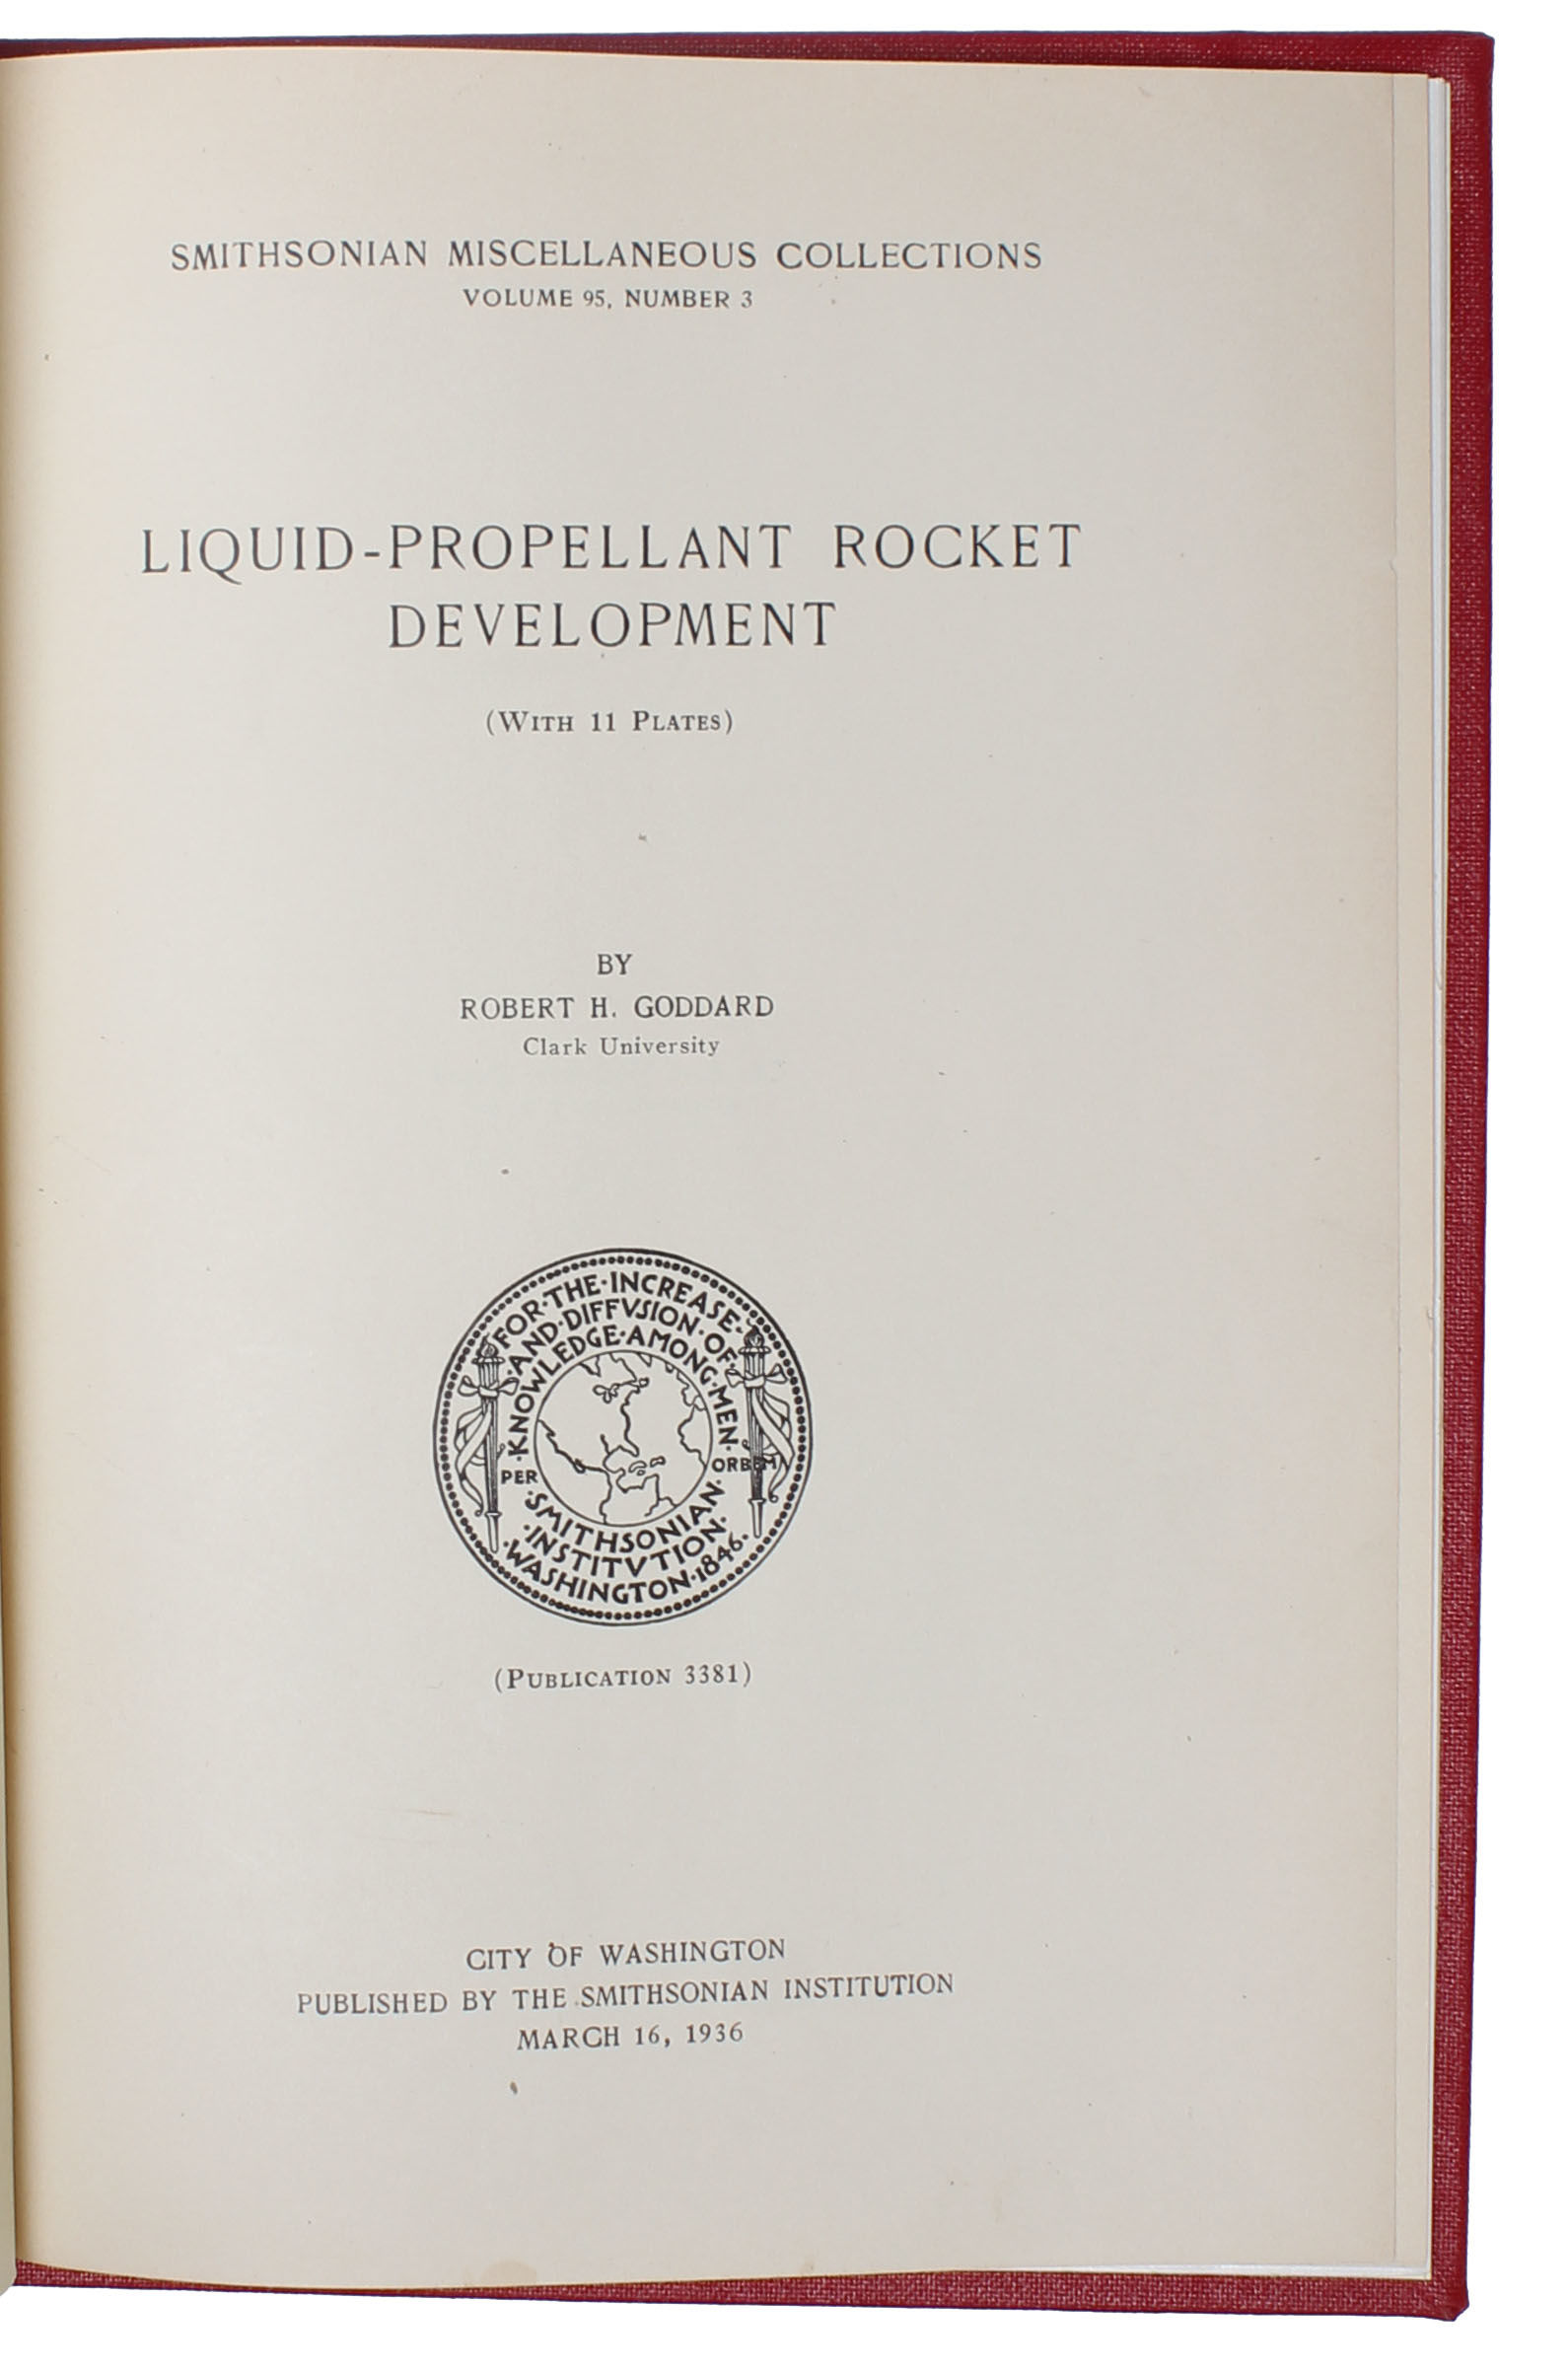 SMITHSONIAN MISCELLANEOUS COLLECTIONS
VOLUME 95, NUMBER 3
LIQUID-PROPELLANT ROCKET
DEVELOPMENT
(WITH 11 PLATES)
BY
ROBERT H. GODDARD
Clark University
FOR·THE·INCREASE·
·AND·DIFFVSION·OF·
·KNOWLEDGE·AMONG·MEN·
PER ORBEM
·SMITHSONIAN·
·INSTITVTION·
·WASHINGTON·1846·
(PUBLICATION 3381)
CITY OF WASHINGTON
PUBLISHED BY THE SMITHSONIAN INSTITUTION
MARCH 16, 1936